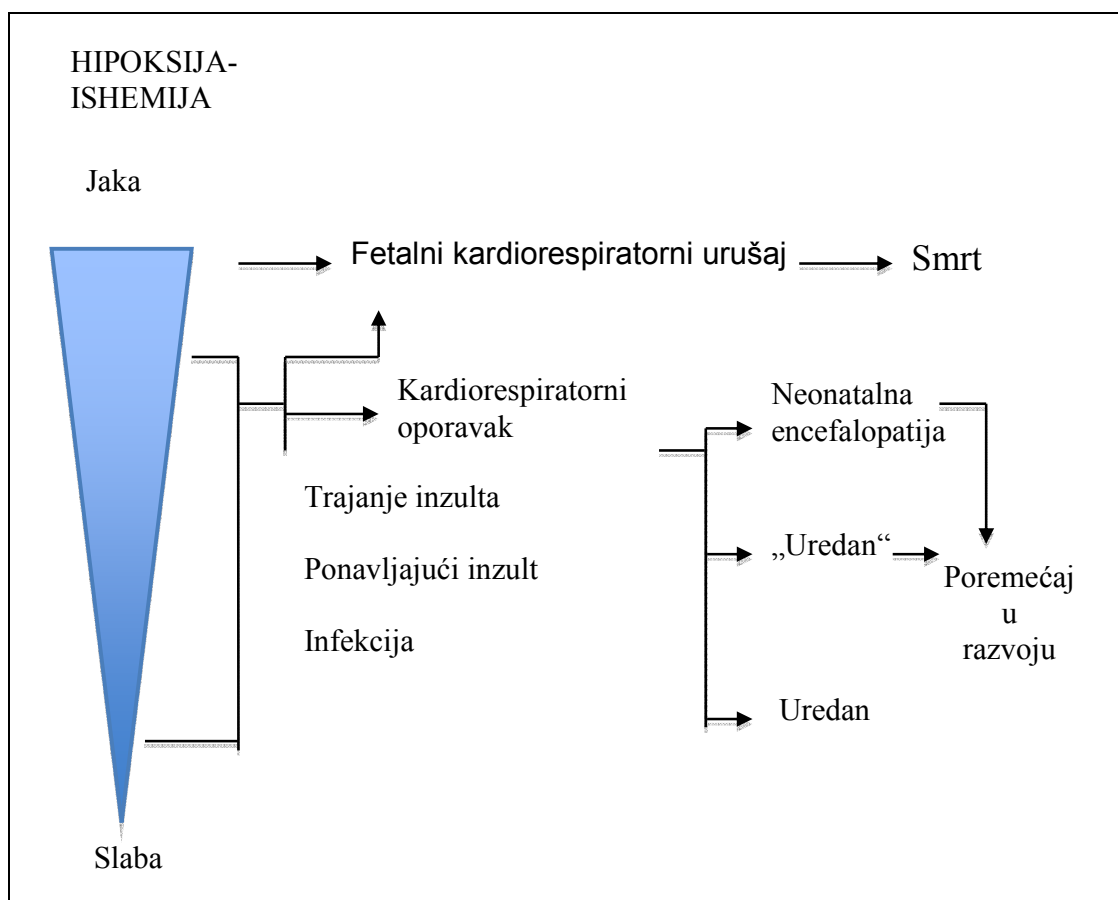 HIPOKSIJA-
ISHEMIJA
Jaka
Fetalni kardiorespiratorni urušaj
Smrt
Kardiorespiratorni
oporavak
Neonatalna
encefalopatija
Trajanje inzulta
Ponavljajući inzult
„Uredan“
Poremećaj
u
razvoju
Infekcija
Uredan
Slaba